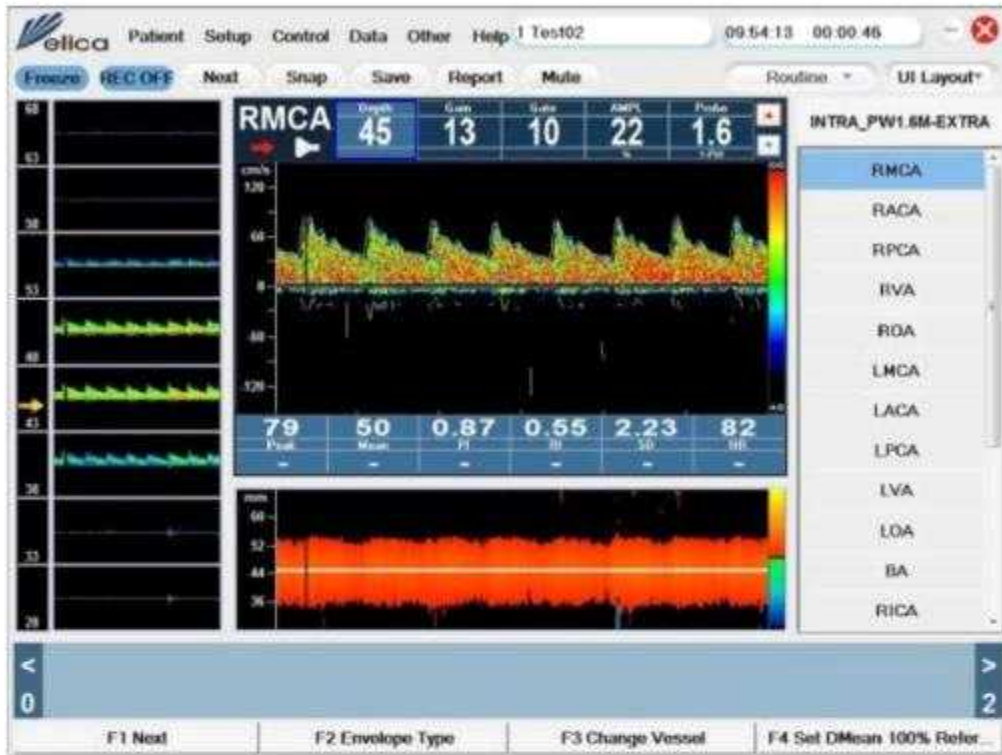 elica Patient Setup Control Data Other Help 1 Test02 09:54:13 00:00:46
Freeze REC OFF Next Snap Save Report Mute Routine UI Layout
RMCA Depth Gain Gate AMPL Probe
45 13 10 22 1.6
%
INTRA_PW1.6M-EXTRA
RMCA
RACA
RPCA
RVA
ROA
LMCA
LACA
LPCA
LVA
LOA
BA
RICA
68
63
58
53
48
43
38
33
28
cm/s
120
60
0
-60
-120
79 50 0.87 0.55 2.23 82
Peak Mean PI RI SD HR
- - - - - -
mm
60
52
44
36
< >
0 2
F1 Next F2 Envelope Type F3 Change Vessel F4 Set DMean 100% Refer...